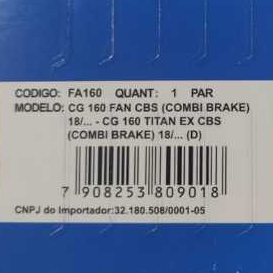 CODIGO: FA160 QUANT: 1 PAR
MODELO: CG 160 FAN CBS (COMBI BRAKE)
18/... - CG 160 TITAN EX CBS
(COMBI BRAKE) 18/... (D)
7 908253 809018
CNPJ do Importador:32.180.508/0001-05